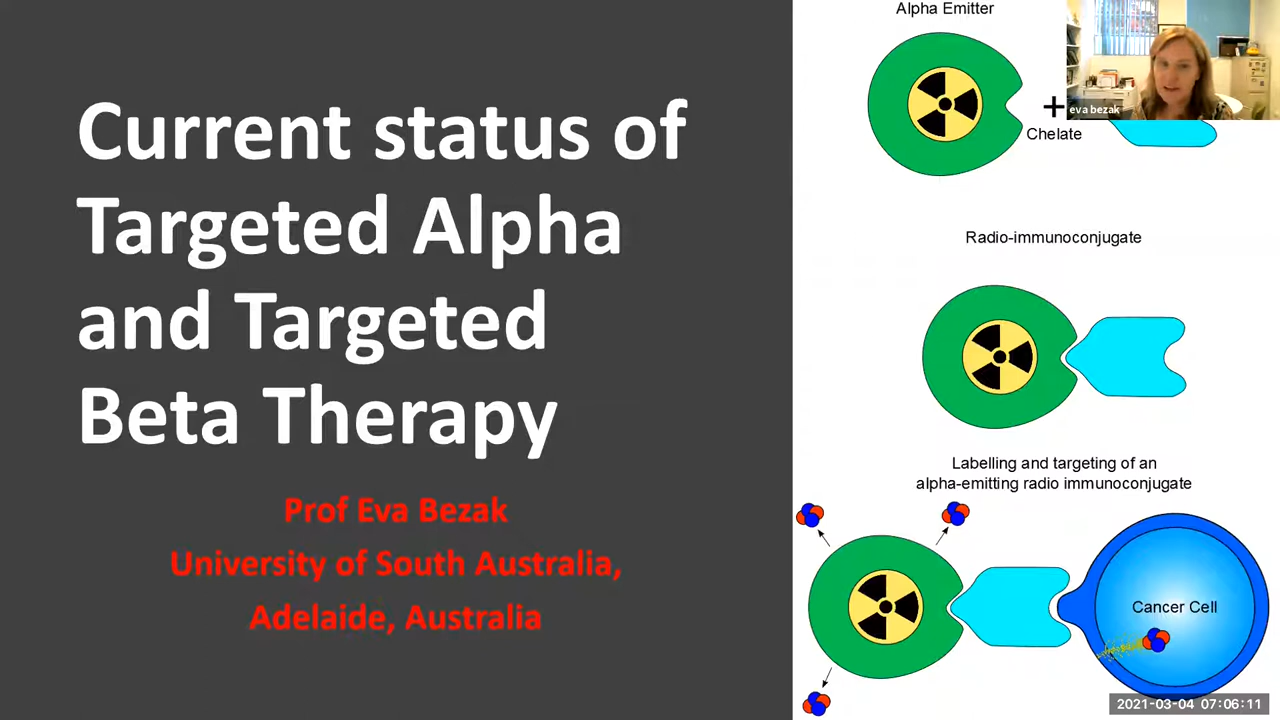 Current status of
Targeted Alpha
and Targeted
Beta Therapy
Prof Eva Bezak
University of South Australia,
Adelaide, Australia
Alpha Emitter
+
eva bezak
Chelate
Radio-immunoconjugate
Labelling and targeting of an
alpha-emitting radio immunoconjugate
Cancer Cell
2021-03-04 07:06:11